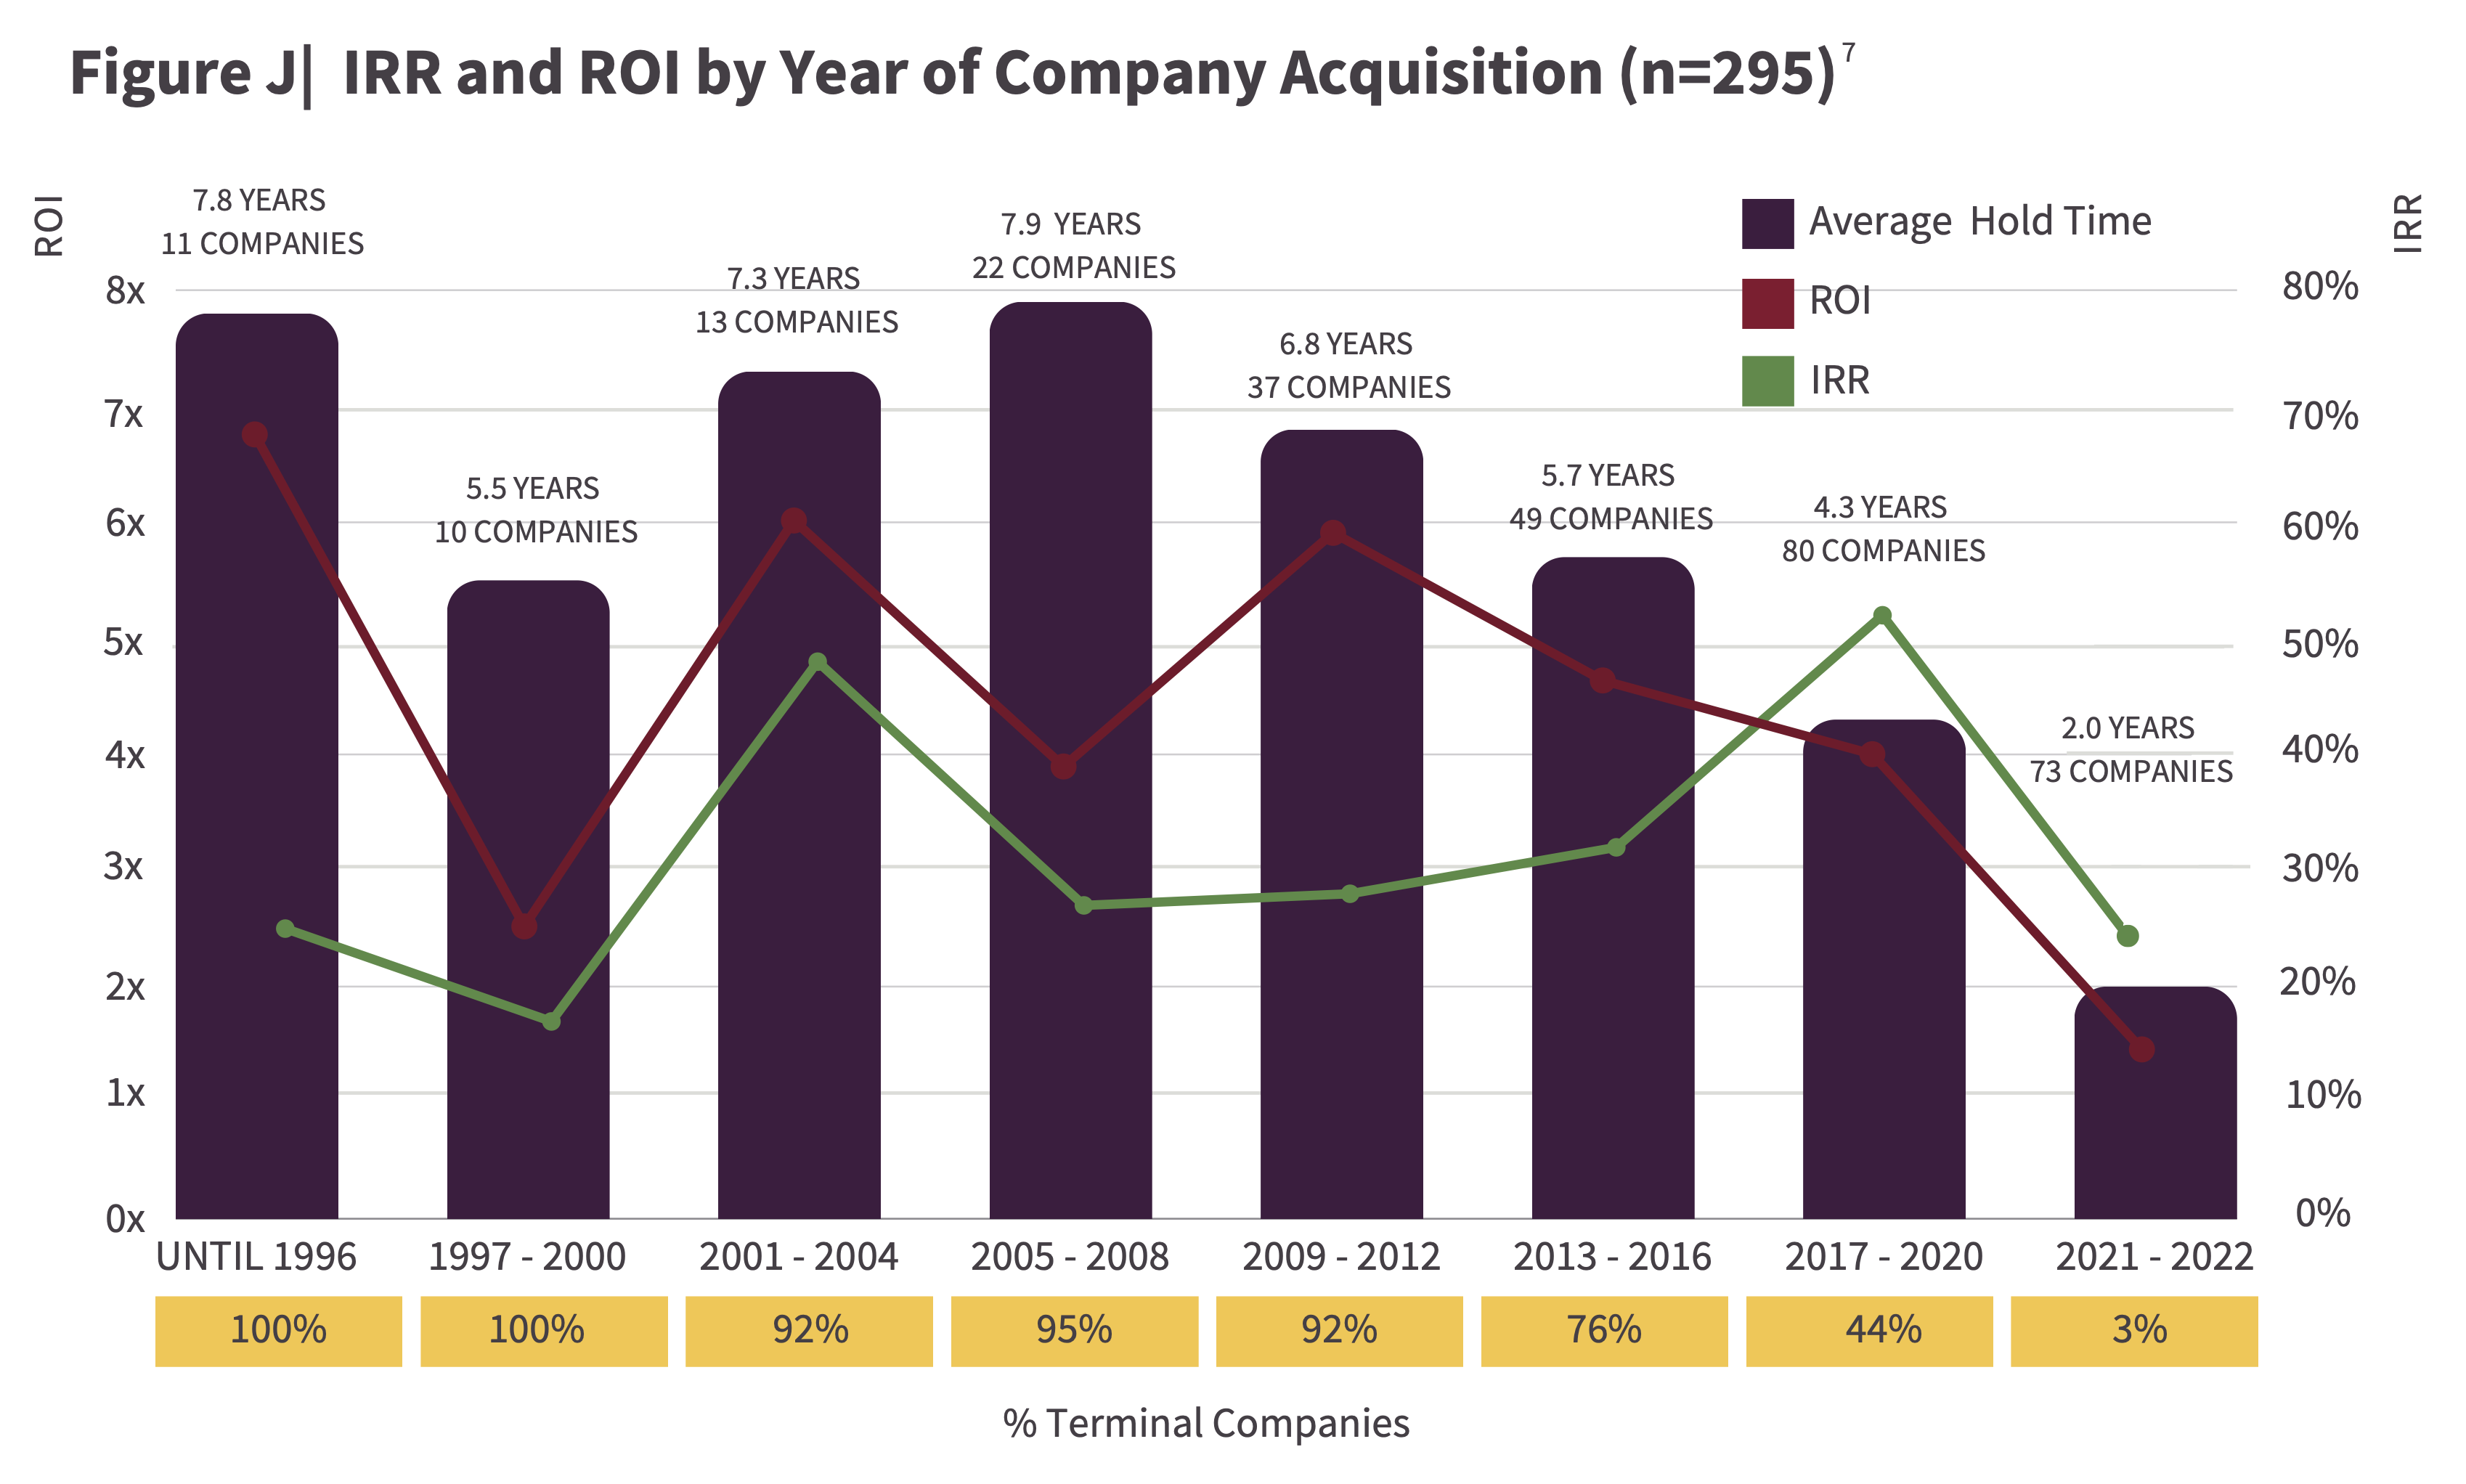 Figure J| IRR and ROI by Year of Company Acquisition (n=295)7
ROI
IRR
7.8 YEARS
11 COMPANIES
5.5 YEARS
10 COMPANIES
7.3 YEARS
13 COMPANIES
7.9 YEARS
22 COMPANIES
6.8 YEARS
37 COMPANIES
5.7 YEARS
49 COMPANIES
4.3 YEARS
80 COMPANIES
2.0 YEARS
73 COMPANIES
Average Hold Time
ROI
IRR
8x
7x
6x
5x
4x
3x
2x
1x
0x
80%
70%
60%
50%
40%
30%
20%
10%
0%
UNTIL 1996 1997 - 2000 2001 - 2004 2005 - 2008 2009 - 2012 2013 - 2016 2017 - 2020 2021 - 2022
100% 100% 92% 95% 92% 76% 44% 3%
% Terminal Companies